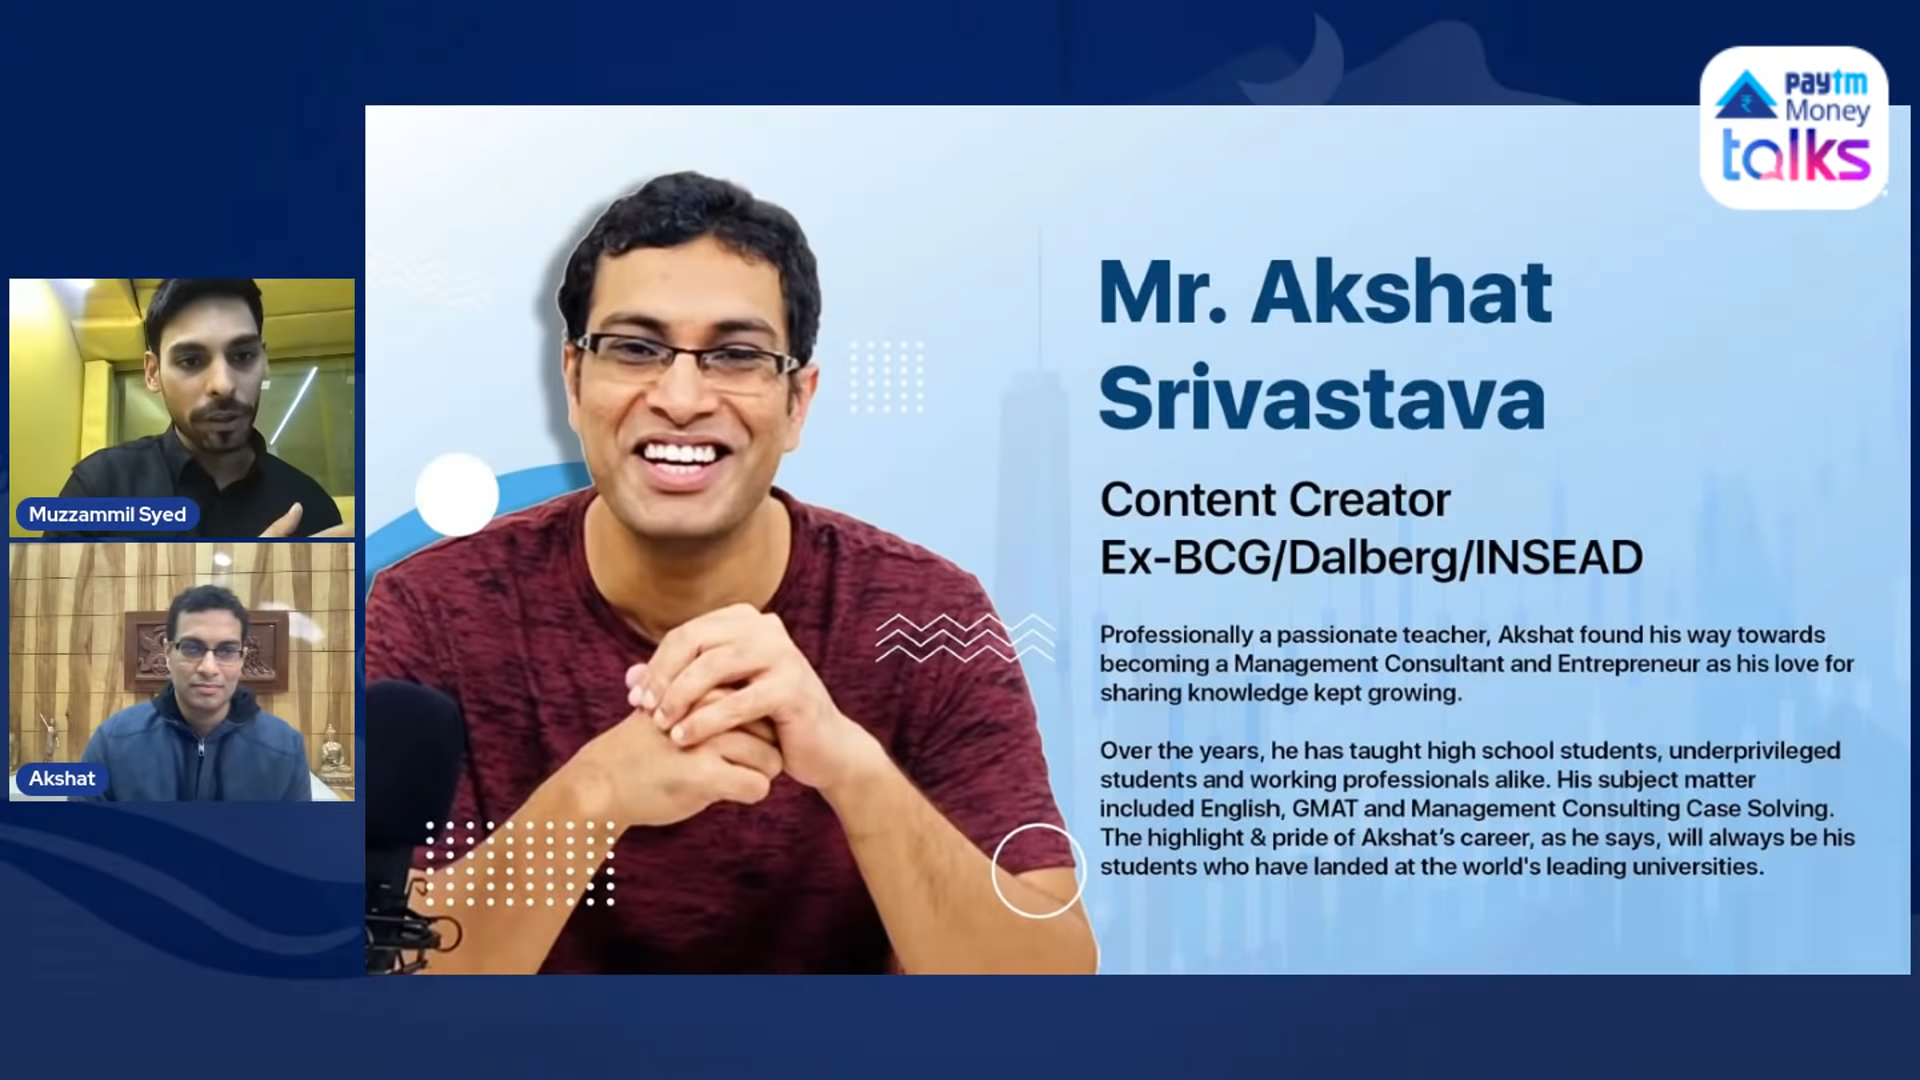 paytm
Money
talks
Mr. Akshat
Srivastava
Content Creator
Ex-BCG/Dalberg/INSEAD
Professionally a passionate teacher, Akshat found his way towards
becoming a Management Consultant and Entrepreneur as his love for
sharing knowledge kept growing.
Over the years, he has taught high school students, underprivileged
students and working professionals alike. His subject matter
included English, GMAT and Management Consulting Case Solving.
The highlight & pride of Akshat’s career, as he says, will always be his
students who have landed at the world's leading universities.
Muzzammil Syed
Akshat